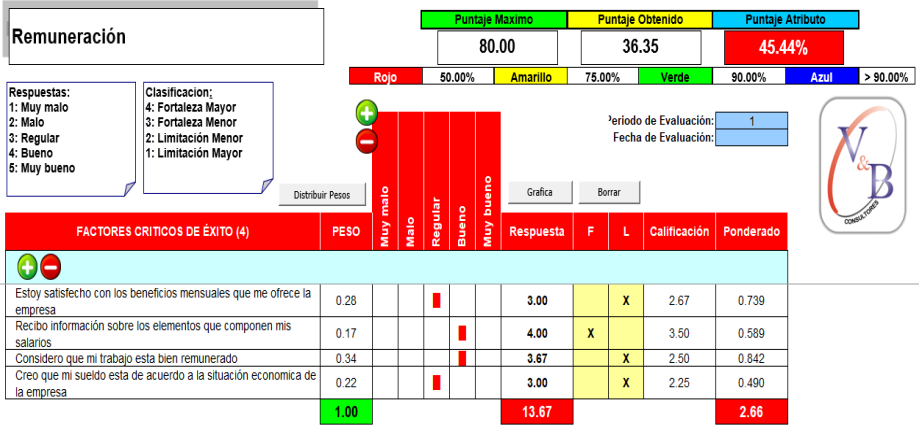 Remuneración
Puntaje Maximo Puntaje Obtenido Puntaje Atributo
80.00 36.35 45.44%
Rojo 50.00% Amarillo 75.00% Verde 90.00% Azul > 90.00%
Respuestas:
1: Muy malo
2: Malo
3: Regular
4: Bueno
5: Muy bueno
Clasificacion:
4: Fortaleza Mayor
3: Fortaleza Menor
2: Limitación Menor
1: Limitación Mayor
Periodo de Evaluación: 1
Fecha de Evaluación:
V&B
CONSULTORES
Distribuir Pesos
Grafica
Borrar
FACTORES CRITICOS DE ÉXITO (4) PESO Muy malo Malo Regular Bueno Muy bueno Respuesta F L Calificación Ponderado
Estoy satisfecho con los beneficios mensuales que me ofrece la
empresa
0.28 3.00 X 2.67 0.739
Recibo información sobre los elementos que componen mis
salarios
0.17 4.00 X 3.50 0.589
Considero que mi trabajo esta bien remunerado 0.34 3.67 X 2.50 0.842
Creo que mi sueldo esta de acuerdo a la situación economica de
la empresa
0.22 3.00 X 2.25 0.490
1.00 13.67 2.66